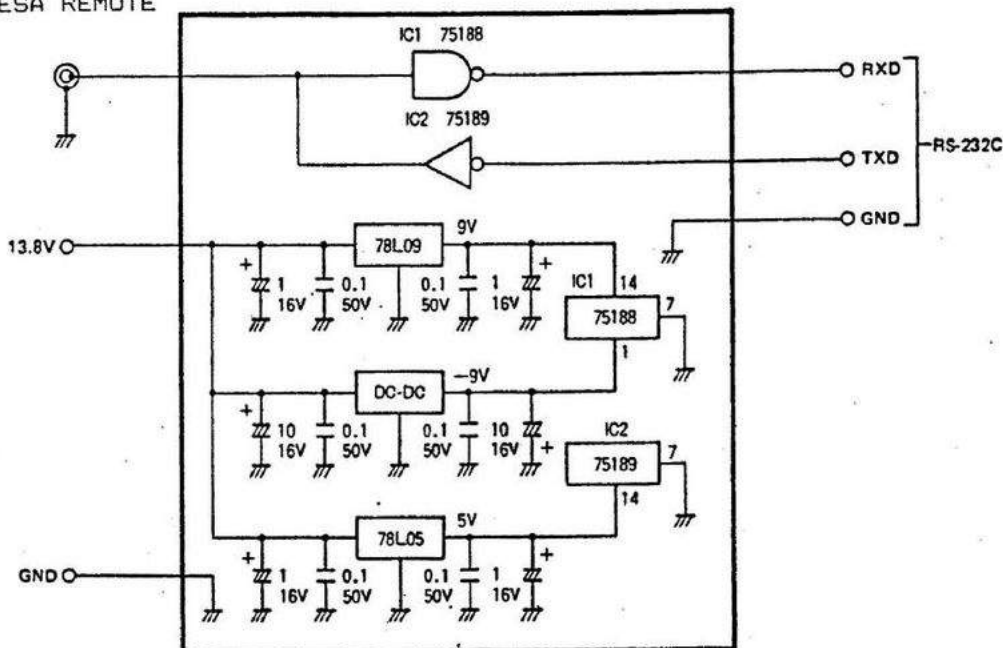 ESA REMOTE
IC1 75188
RXD
IC2 75189
TXD
RS-232C
GND
13.8V
78L09
9V
+
1
16V
0.1
50V
0.1
50V
1
16V
+
IC1
14
75188
7
1
DC-DC
−9V
+
10
16V
0.1
50V
0.1
50V
10
16V
+
IC2
75189
7
14
78L05
5V
+
1
16V
0.1
50V
0.1
50V
1
16V
+
GND